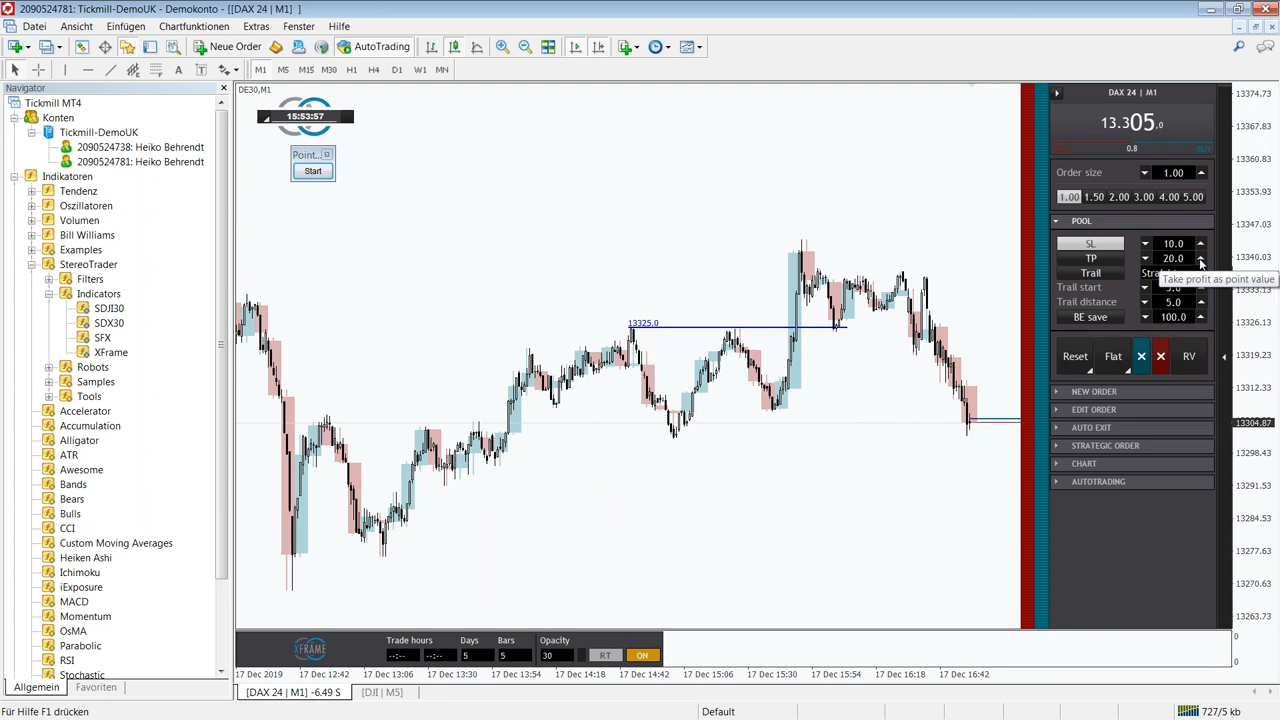 2090524781: Tickmill-DemoUK - Demokonto - [[DAX 24 | M1]  ]
Datei Ansicht Einfügen Chartfunktionen Extras Fenster Hilfe
Neue Order AutoTrading
A T M1 M5 M15 M30 H1 H4 D1 W1 MN
Navigator
Tickmill MT4
Konten
Tickmill-DemoUK
2090524738: Heiko Behrendt
2090524781: Heiko Behrendt
Indikatoren
Tendenz
Oszillatoren
Volumen
Bill Williams
Examples
StereoTrader
Filters
Indicators
SDJI30
SDX30
SFX
XFrame
Robots
Samples
Tools
Accelerator
Accumulation
Alligator
ATR
Awesome
Bands
Bears
Bulls
CCI
Custom Moving Averages
Heiken Ashi
Ichimoku
iExposure
MACD
Momentum
OsMA
Parabolic
RSI
Stochastic
Allgemein Favoriten
DE30,M1
15:53:57
Point...
Start
13325.0
DAX 24 | M1
13.305.0
0.8 buy
Order size 1.00
1.00 1.50 2.00 3.00 4.00 5.00
POOL
SL 10.0
TP 20.0
Trail
Take profit as point value
Trail start
Trail distance 5.0
BE save 100.0
Reset Flat RV
NEW ORDER
EDIT ORDER
AUTO EXIT
STRATEGIC ORER
CHART
AUTOTRADING
13374.73
13367.83
13360.83
13353.93
13347.03
13340.03
13333.13
13326.13
13319.23
13312.33
13304.87
13298.43
13291.53
13284.53
13277.63
13270.63
13263.73
0
0
XFRAME
Trade hours Days Bars Opacity
--:-- --:-- 5 5 30 RT ON
17 Dec 2019 17 Dec 12:42 17 Dec 13:06 17 Dec 13:30 17 Dec 13:54 17 Dec 14:18 17 Dec 14:42 17 Dec 15:06 17 Dec 15:30 17 Dec 15:54 17 Dec 16:18 17 Dec 16:42
[DAX 24 | M1] -6.49 S [DJI | M5]
Für Hilfe F1 drücken Default 727/5 kb